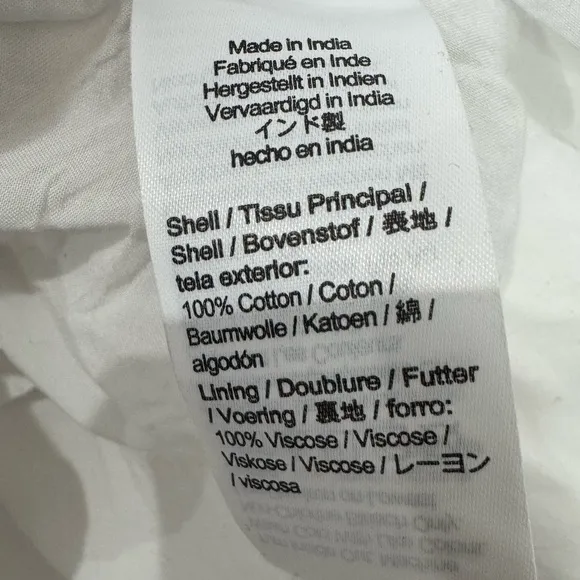 Made in India
Fabriqué en Inde
Hergestellt in Indien
Vervaardigd in India
インド製
hecho en india
Shell / Tissu Principal /
Shell / Bovenstof / 表地 /
tela exterior:
100% Cotton / Coton /
Baumwolle / Katoen / 綿 /
algodón
Lining / Doublure / Futter
/ Voering / 裏地 / forro:
100% Viscose / Viscose /
Viskose / Viscose / レーヨン
/ viscosa